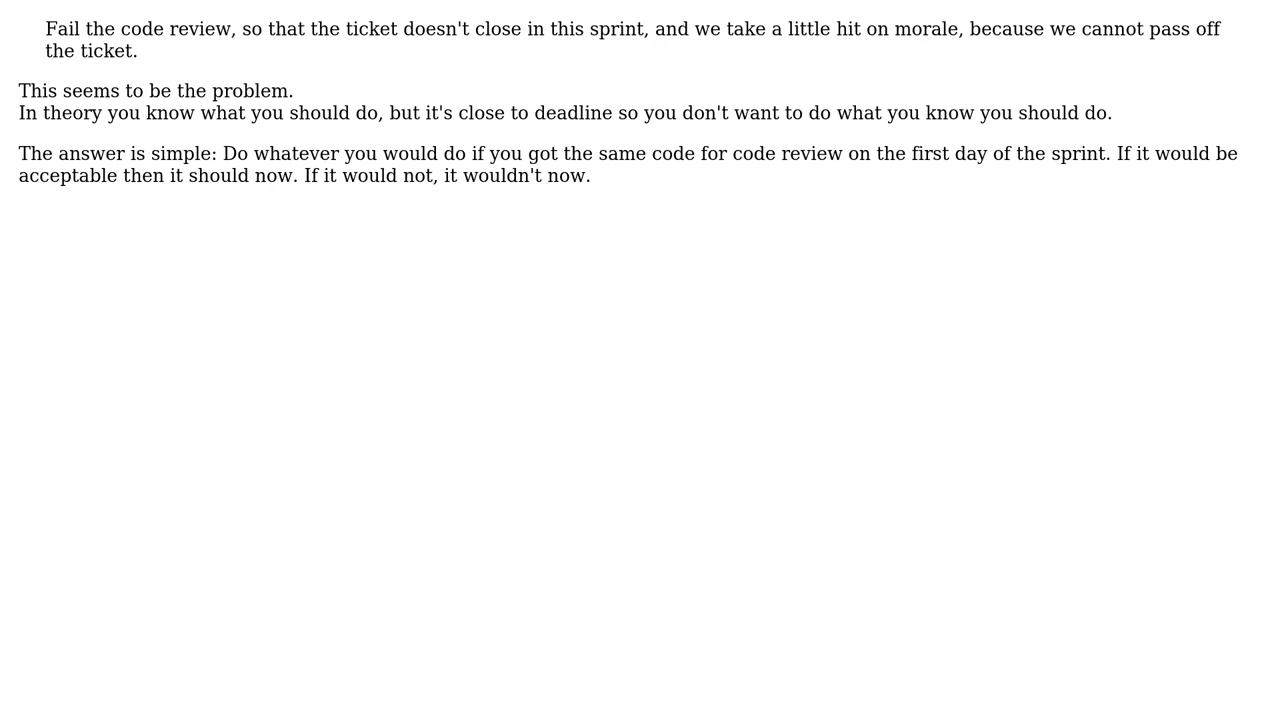 Fail the code review, so that the ticket doesn't close in this sprint, and we take a little hit on morale, because we cannot pass off
the ticket.
This seems to be the problem.
In theory you know what you should do, but it's close to deadline so you don't want to do what you know you should do.
The answer is simple: Do whatever you would do if you got the same code for code review on the first day of the sprint. If it would be
acceptable then it should now. If it would not, it wouldn't now.